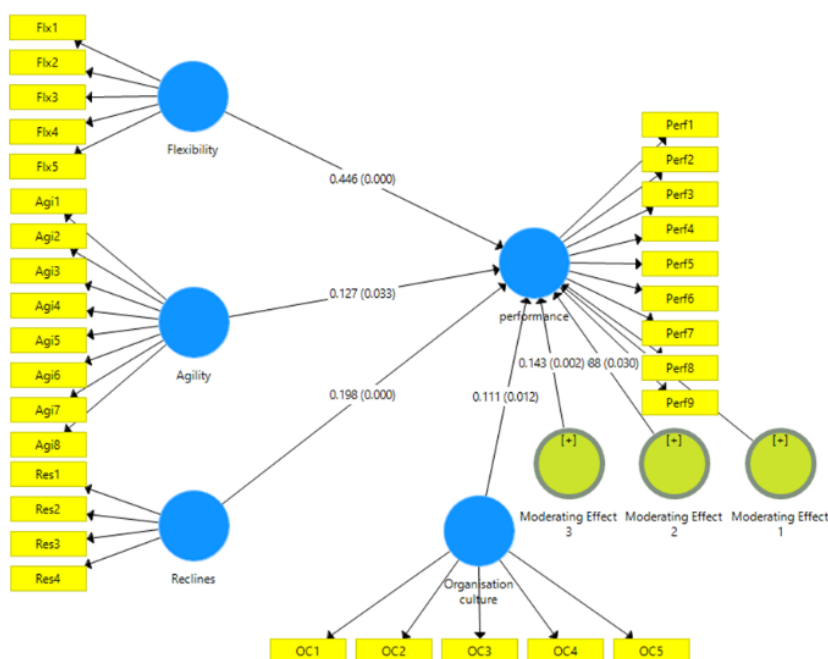 Flx1
Flx2
Flx3
Flx4
Flx5
Flexibility
Agi1
Agi2
Agi3
Agi4
Agi5
Agi6
Agi7
Agi8
Agility
Res1
Res2
Res3
Res4
Reclines
0.446 (0.000)
0.127 (0.033)
0.198 (0.000)
0.111 (0.012)
0.143 (0.002)
88 (0.030)
performance
Perf1
Perf2
Perf3
Perf4
Perf5
Perf6
Perf7
Perf8
Perf9
[+]
Moderating Effect
3
[+]
Moderating Effect
2
[+]
Moderating Effect
1
Organisation
culture
OC1
OC2
OC3
OC4
OC5